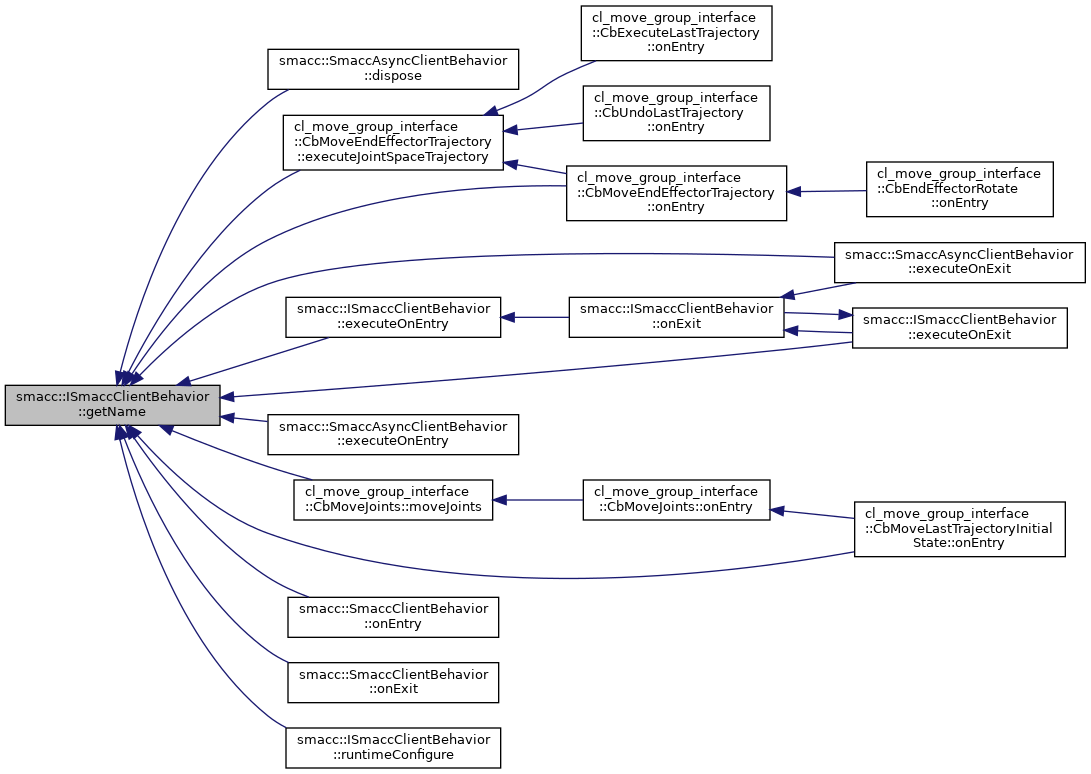 cl_move_group_interface
::CbExecuteLastTrajectory
::onEntry
smacc::SmaccAsyncClientBehavior
::dispose
cl_move_group_interface
::CbUndoLastTrajectory
::onEntry
cl_move_group_interface
::CbMoveEndEffectorTrajectory
::executeJointSpaceTrajectory
cl_move_group_interface
::CbMoveEndEffectorTrajectory
::onEntry
cl_move_group_interface
::CbEndEffectorRotate
::onEntry
smacc::SmaccAsyncClientBehavior
::executeOnExit
smacc::ISmaccClientBehavior
::executeOnEntry
smacc::ISmaccClientBehavior
::onExit
smacc::ISmaccClientBehavior
::executeOnExit
smacc::ISmaccClientBehavior
::getName
smacc::SmaccAsyncClientBehavior
::executeOnEntry
cl_move_group_interface
::CbMoveJoints::moveJoints
cl_move_group_interface
::CbMoveJoints::onEntry
cl_move_group_interface
::CbMoveLastTrajectoryInitial
State::onEntry
smacc::SmaccClientBehavior
::onEntry
smacc::SmaccClientBehavior
::onExit
smacc::ISmaccClientBehavior
::runtimeConfigure